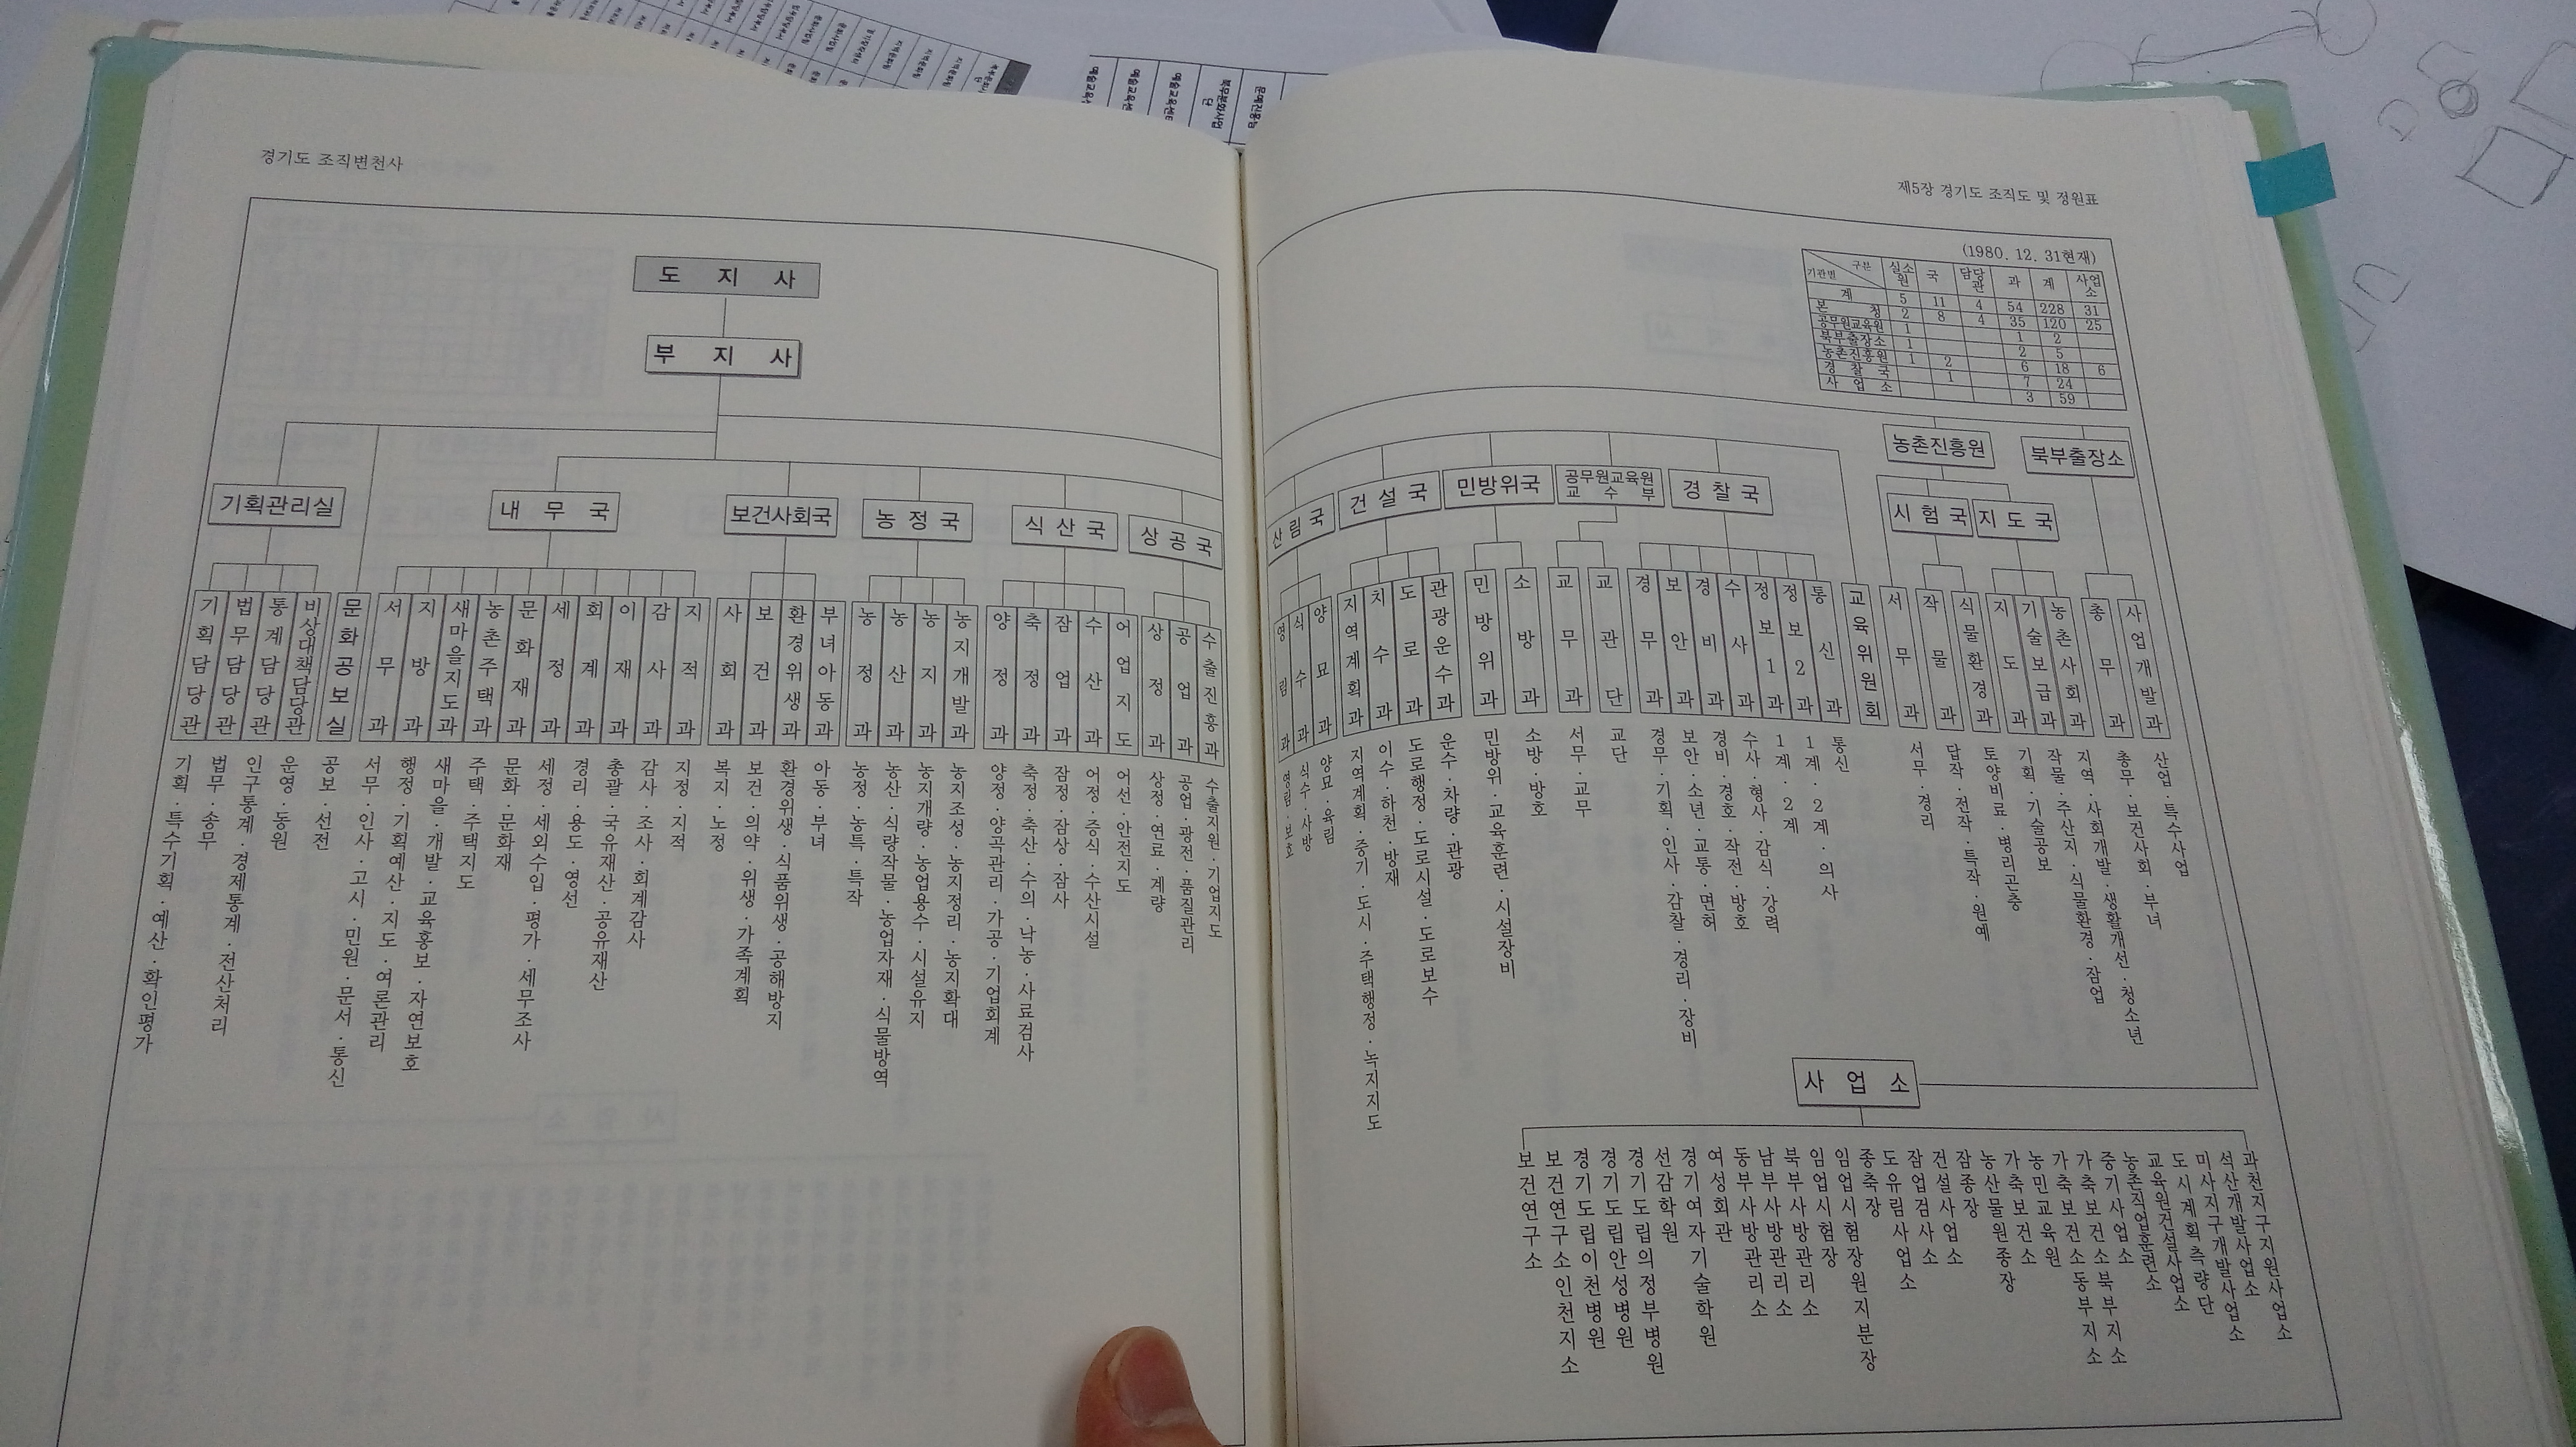 경기도 조직변천사
도 지 사
부 지 사
기획관리실
내 무 국
보건사회국
농 정 국
식 산 국
상 공 국
기획담당관
법무담당관
통계담당관
비상대책담당관
문화공보실
서무과
지방과
새마을지도과
농촌주택과
문화재과
세정과
회계과
이재과
감사과
지적과
사회과
보건과
환경위생과
부녀아동과
농정과
농산과
농지과
농지개발과
양정과
축정과
잠업과
수산과
어업지도
상정과
공업과
수출진흥과
기획·특수기획·예산·확인평가
법무·송무
인구통계·경제통계·전산처리
운영·동원
공보·선전
서무·인사·고시·민원·문서·통신
행정·기획예산·지도·여론관리
새마을·개발·교육홍보·자연보호
주택·주택지도
문화·문화재
세정·세외수입·평가·세무조사
경리·용도·영선
총괄·국유재산·공유재산
감사·조사·회계감사
지정·지적
복지·노정
보건·의약·위생·가족계획
환경위생·식품위생·공해방지
아동·부녀
농정·농특·특작
농산·식량작물·농업자재·식물방역
농지개량·농업용수·시설유지
농지조성·농지정리·농지확대
양정·양곡관리·가공·기업회계
축정·축산·수의·낙농·사료검사
잠정·잠상·잠사
어정·증식·수산시설
어선·안전지도
상정·연료·계량
공업·광전·품질관리
수출지원·기업지도
제5장 경기도 조직도 및 정원표
(1980. 12. 31현재)
기관별 구분 실소원 국 담당관 과 계 사업소
계 5 11 4 54 228 31
본 청 2 8 4 35 120 25
공무원교육원 1 1 2
북부출장소 1 2 5
농촌진흥원 1 2 6 18 6
경 찰 국 1 7 24
사 업 소 3 59
농촌진흥원
북부출장소
산림국
건설국
민방위국
공무원교육원 교 수 부
경 찰 국
시 험 국
지 도 국
영림과
식수과
양묘과
지역계획과
치수과
도로과
관광운수과
민방위과
소방과
교무과
교관단
경무과
보안과
경비과
수사과
정보1과
정보2과
통신과
교육위원회
서무과
작물과
식물환경과
지도과
기술보급과
농촌사회과
총무과
사업개발과
영림·보호
식수·사방
양묘·육림
지역계획·중기·도시·주택행정·녹지지도
이수·하천·방재
도로행정·도로시설·도로보수
운수·차량·관광
민방위·교육훈련·시설장비
소방·방호
서무·교무
교단
경무·기획·인사·감찰·경리·장비
보안·소년·교통·면허
경비·경호·작전·방호
수사·형사·감식·강력
1계·2계
1계·2계·의사
통신
서무·경리
답작·전작·특작·원예
토양비료·병리곤충
기획·기술공보
작물·주산지·식물환경·잠업
지역·사회개발·생활개선·청소년
총무·보건사회·부녀
산업·특수사업
사 업 소
보건연구소
보건연구소인천지소
경기도립이천병원
경기도립안성병원
경기도립의정부병원
선감학원
경기여자기술학원
여성회관
동부사방관리소
남부사방관리소
북부사방관리소
임업시험장
임업시험장원지분장
종축장
도유림사업소
잠업검사소
건설사업소
잠종장
농산물원종장
가축보건소
농민교육원
가축보건소동부지소
가축보건소북부지소
중기사업소
농촌직업훈련소
교육원건설사업소
도시계획측량단
미사지구개발사업소
석산개발사업소
과천지구지원사업소